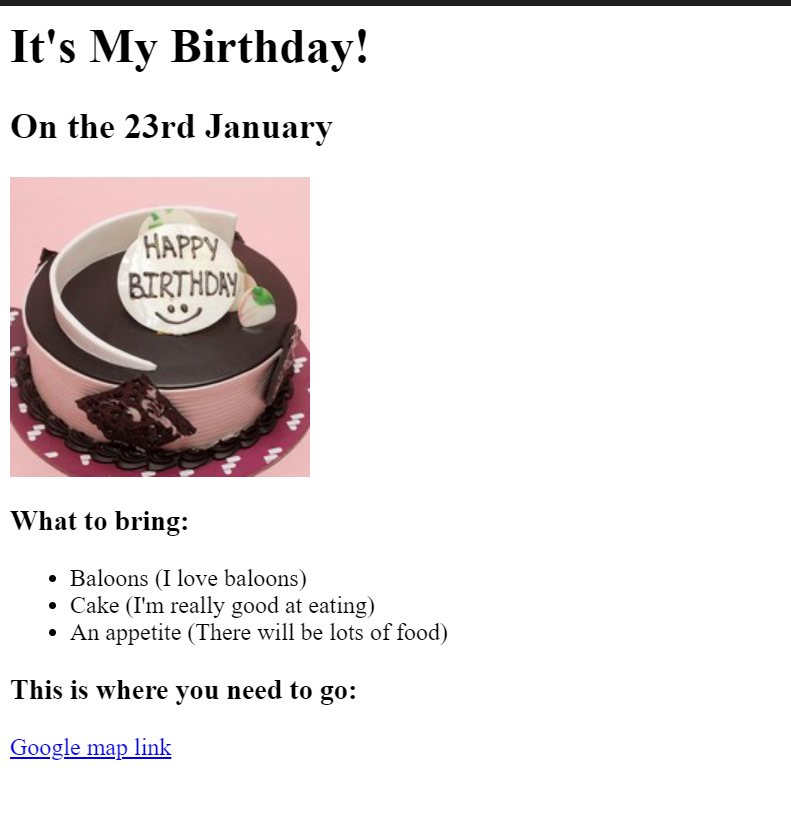 It's My Birthday!
On the 23rd January
HAPPY
BIRTHDAY
What to bring:
Baloons (I love baloons)
Cake (I'm really good at eating)
An appetite (There will be lots of food)
This is where you need to go:
Google map link